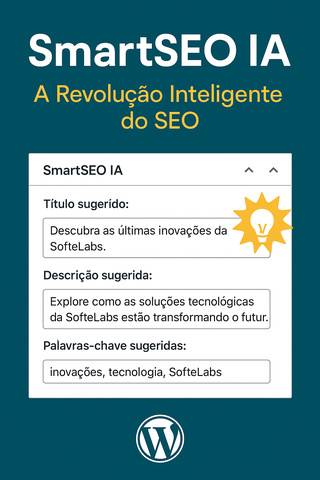 SmartSEO IA
A Revolução Inteligente
do SEO
SmartSEO IA
Título sugerido:
Descubra as últimas inovações da
SofteLabs.
Descrição sugerida:
Explore como as soluções tecnológicas
da SofteLabs estão transformando o futur.
Palavras-chave sugeridas:
inovações, tecnologia, SofteLabs